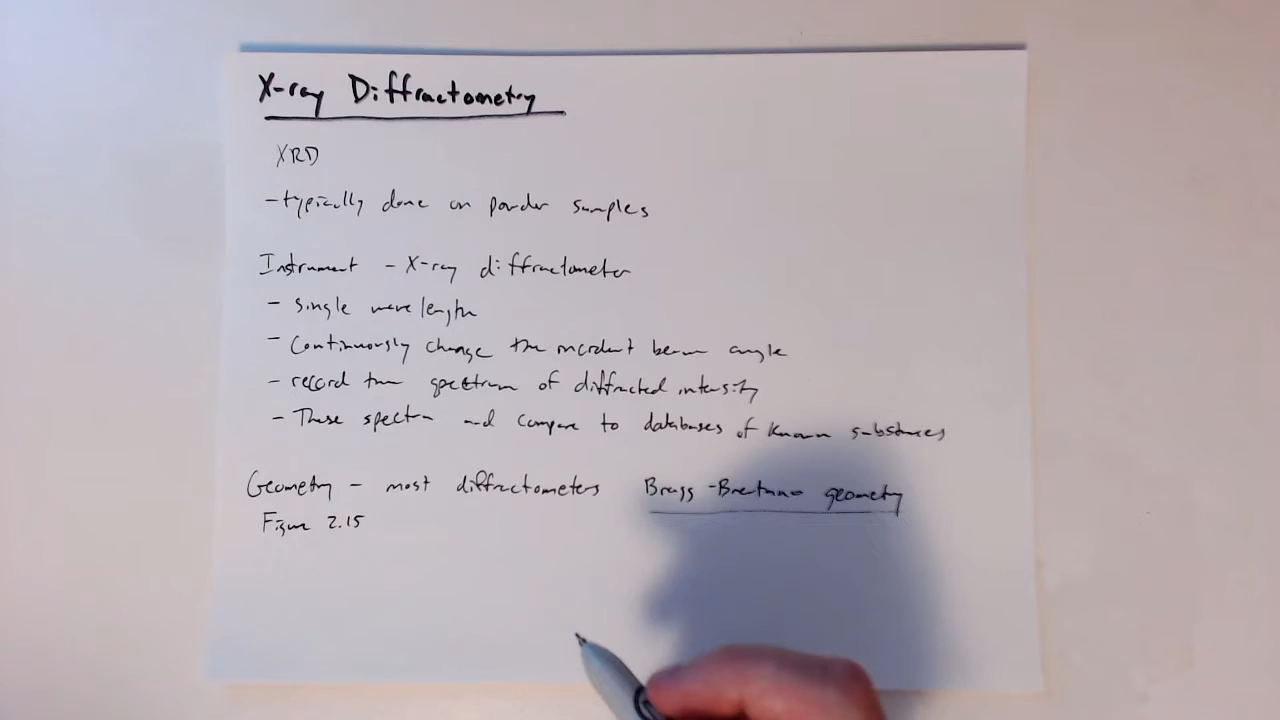 X-ray Diffractometry
XRD
- typically done on powder samples
Instrument - X-ray diffractometer
- single wavelength
- Continuously change the incident beam angle
- record the spectrum of diffracted intensity
- These spectra and compare to databases of known substances
Geometry - most diffractometers Bragg-Brentano geometry
Figure 2.15